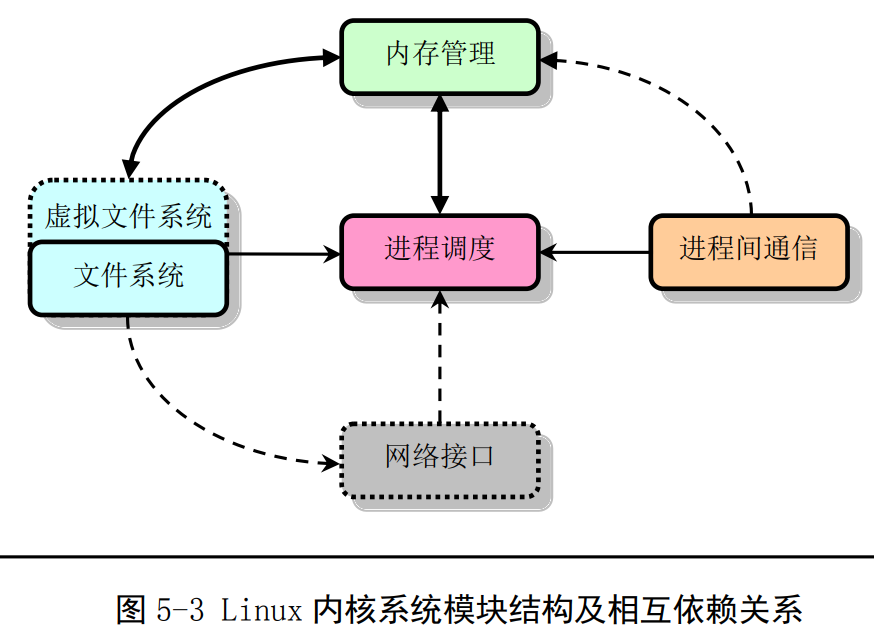 内存管理
虚拟文件系统
文件系统
进程调度
进程间通信
网络接口
图 5-3 Linux 内核系统模块结构及相互依赖关系